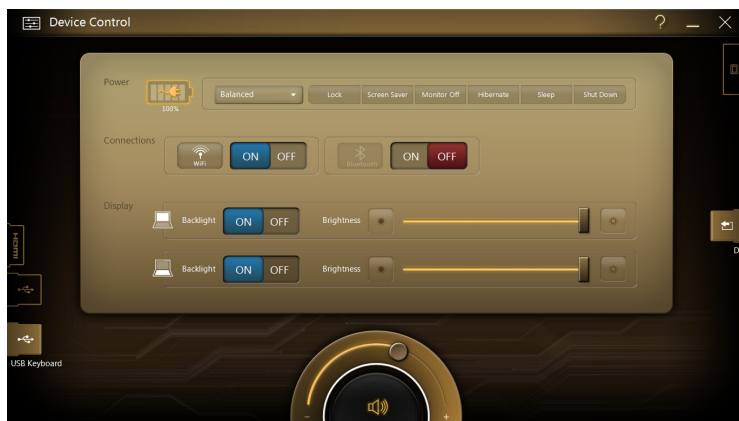 Device Control
?
Power
100%
Balanced
Lock
Screen Saver
Monitor Off
Hibernate
Sleep
Shut Down
Connections
WiFi
ON OFF
Bluetooth
ON OFF
Display
Backlight
ON OFF
Brightness
Backlight
ON OFF
Brightness
HDMI
USB Keyboard
D
- +